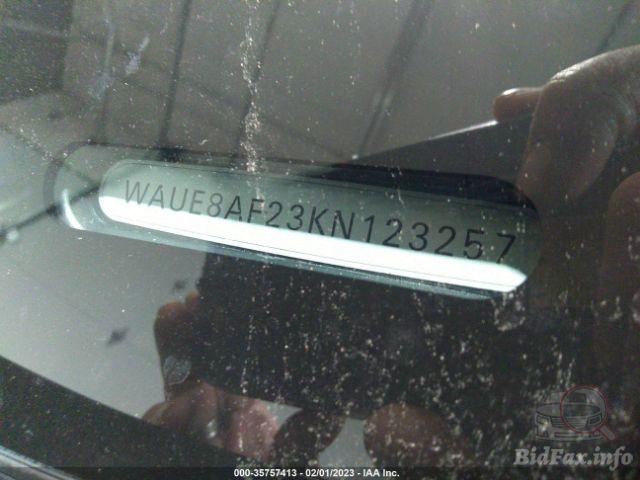 WAUE8AF23KN123257
BidFax.info
000-35757413 - 02/01/2023 - IAA Inc.